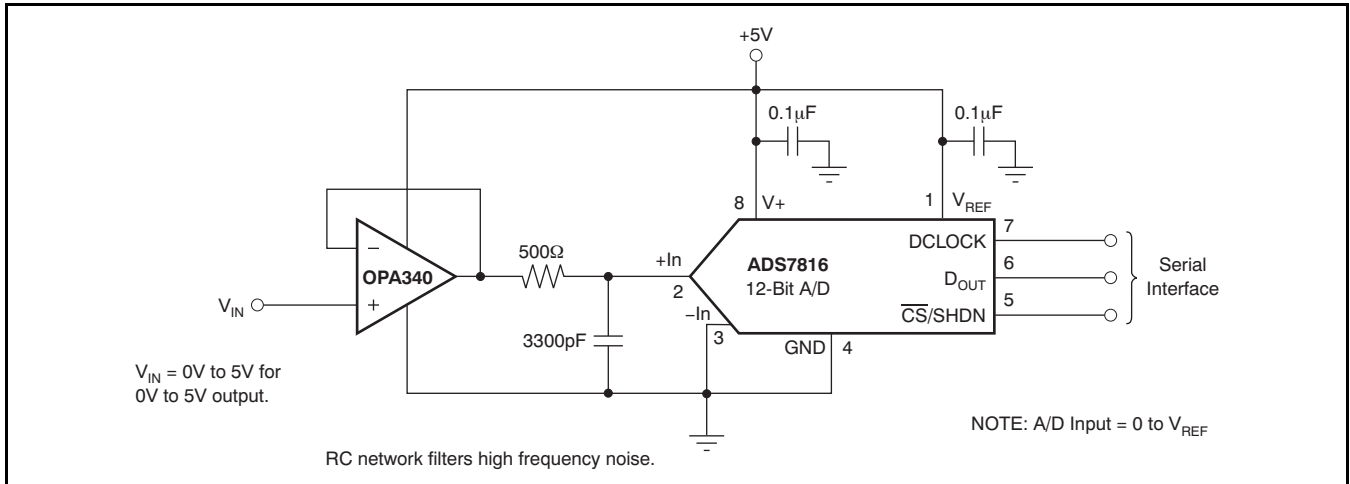 +5V
0.1μF
0.1μF
8
V+
1
V_REF
7
DCLOCK
500Ω
+In
ADS7816
6
Serial
OPA340
12-Bit A/D
D_OUT
Interface
−
2
5
V_IN
+
−In
C̅S̅/SHDN
3300pF
3
GND
4
V_IN = 0V to 5V for
0V to 5V output.
NOTE: A/D Input = 0 to V_REF
RC network filters high frequency noise.